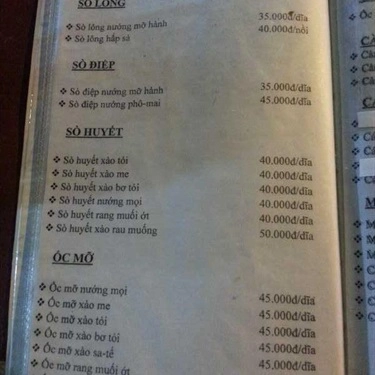 SÒ LÔNG
❖ Sò lông nướng mỡ hành 35.000đ/dĩa
❖ Sò lông hấp sả 40.000đ/nồi
SÒ ĐIỆP
❖ Sò điệp nướng mỡ hành 35.000đ/dĩa
❖ Sò điệp nướng phô-mai 45.000đ/dĩa
SÒ HUYẾT
❖ Sò huyết xào tỏi 40.000đ/dĩa
❖ Sò huyết xào me 40.000đ/dĩa
❖ Sò huyết xào bơ tỏi 40.000đ/dĩa
❖ Sò huyết nướng mọi 40.000đ/dĩa
❖ Sò huyết rang muối ớt 40.000đ/dĩa
❖ Sò huyết xào rau muống 50.000đ/dĩa
ỐC MỠ
❖ Ốc mỡ nướng mọi 45.000đ/dĩa
❖ Ốc mỡ xào me 45.000đ/dĩa
❖ Ốc mỡ xào tỏi 45.000đ/dĩa
❖ Ốc mỡ xào bơ tỏi 45.000đ/dĩa
❖ Ốc mỡ xào sa-tế 45.000đ/dĩa
❖ Ốc mỡ rang muối ớt 45.000đ/dĩa